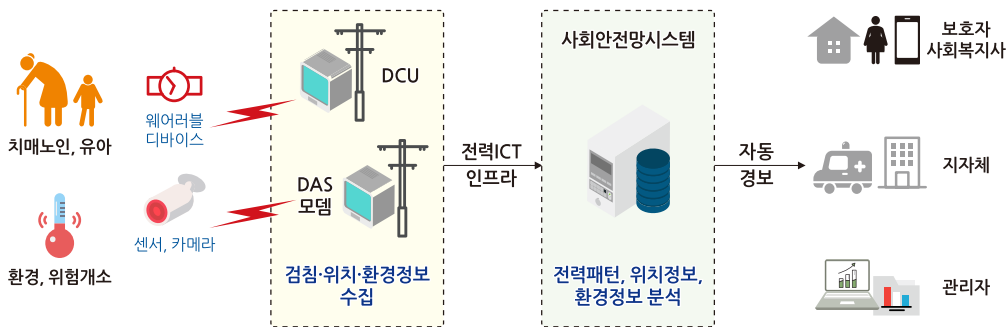 치매노인, 유아
환경, 위험개소
웨어러블
디바이스
센서, 카메라
DCU
DAS
모뎀
검침·위치·환경정보
수집
전력ICT
인프라
사회안전망시스템
전력패턴, 위치정보,
환경정보 분석
자동
경보
보호자
사회복지사
지자체
관리자